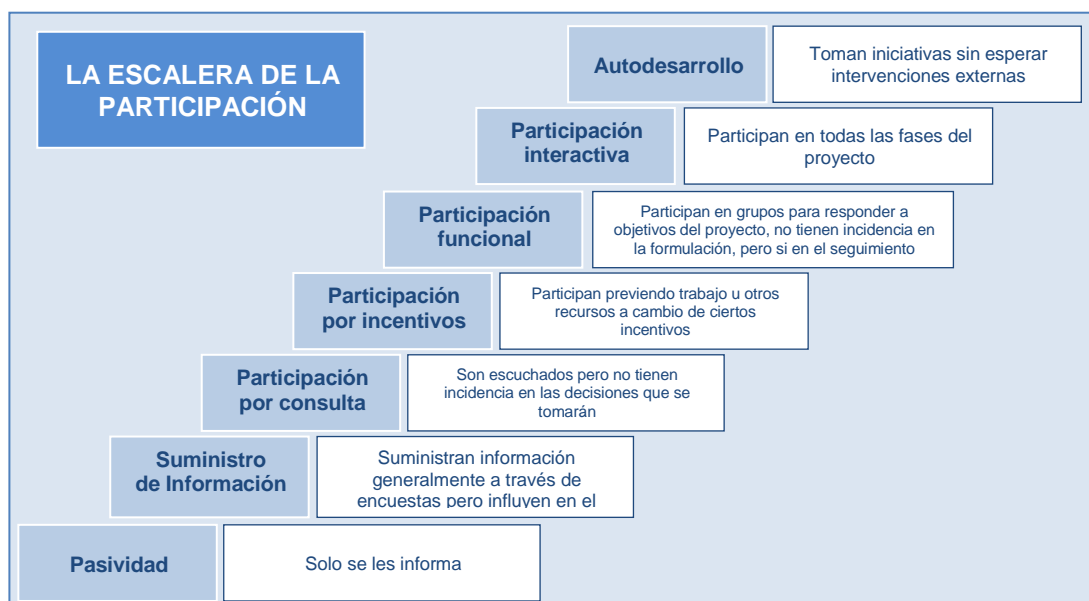 LA ESCALERA DE LA
PARTICIPACIÓN
Autodesarrollo
Toman iniciativas sin esperar
intervenciones externas
Participación
interactiva
Participan en todas las fases del
proyecto
Participación
funcional
Participan en grupos para responder a
objetivos del proyecto, no tienen incidencia en
la formulación, pero si en el seguimiento
Participación
por incentivos
Participan previendo trabajo u otros
recursos a cambio de ciertos
incentivos
Participación
por consulta
Son escuchados pero no tienen
incidencia en las decisiones que se
tomarán
Suministro
de Información
Suministran información
generalmente a través de
encuestas pero influyen en el
Pasividad
Solo se les informa